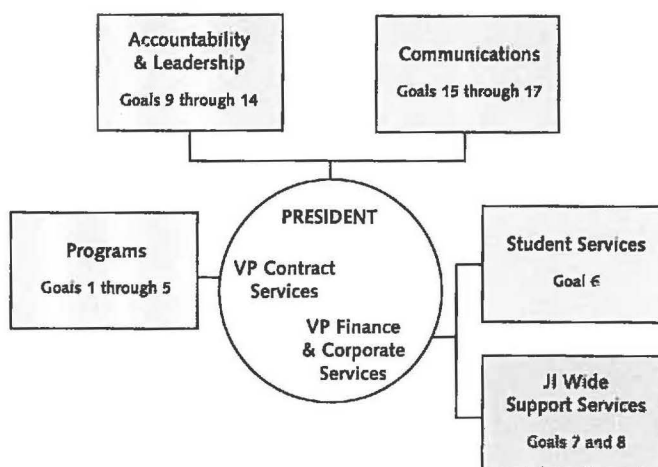 Accountability
& Leadership
Goals 9 through 14
Communications
Goals 15 through 17
PRESIDENT
VP Contract
Services
VP Finance
& Corporate
Services
Programs
Goals 1 through 5
Student Services
Goal 6
JI Wide
Support Services
Goals 7 and 8